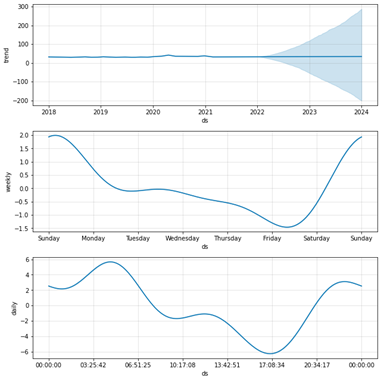 300
200
100
0
−100
−200
trend
2018 2019 2020 2021 2022 2023 2024
ds
2.0
1.5
1.0
0.5
0.0
−0.5
−1.0
−1.5
weekly
Sunday Monday Tuesday Wednesday Thursday Friday Saturday Sunday
ds
6
4
2
0
−2
−4
−6
daily
00:00:00 03:25:42 06:51:25 10:17:08 13:42:51 17:08:34 20:34:17 00:00:00
ds